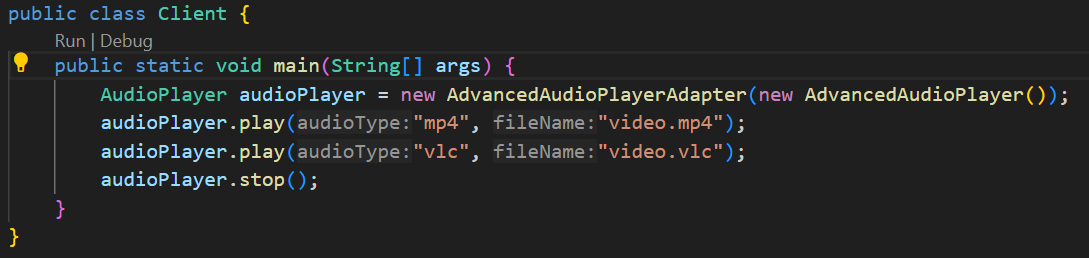 public class Client {
Run | Debug
public static void main(String[] args) {
AudioPlayer audioPlayer = new AdvancedAudioPlayerAdapter(new AdvancedAudioPlayer());
audioPlayer.play(audioType:"mp4", fileName:"video.mp4");
audioPlayer.play(audioType:"vlc", fileName:"video.vlc");
audioPlayer.stop();
}
}